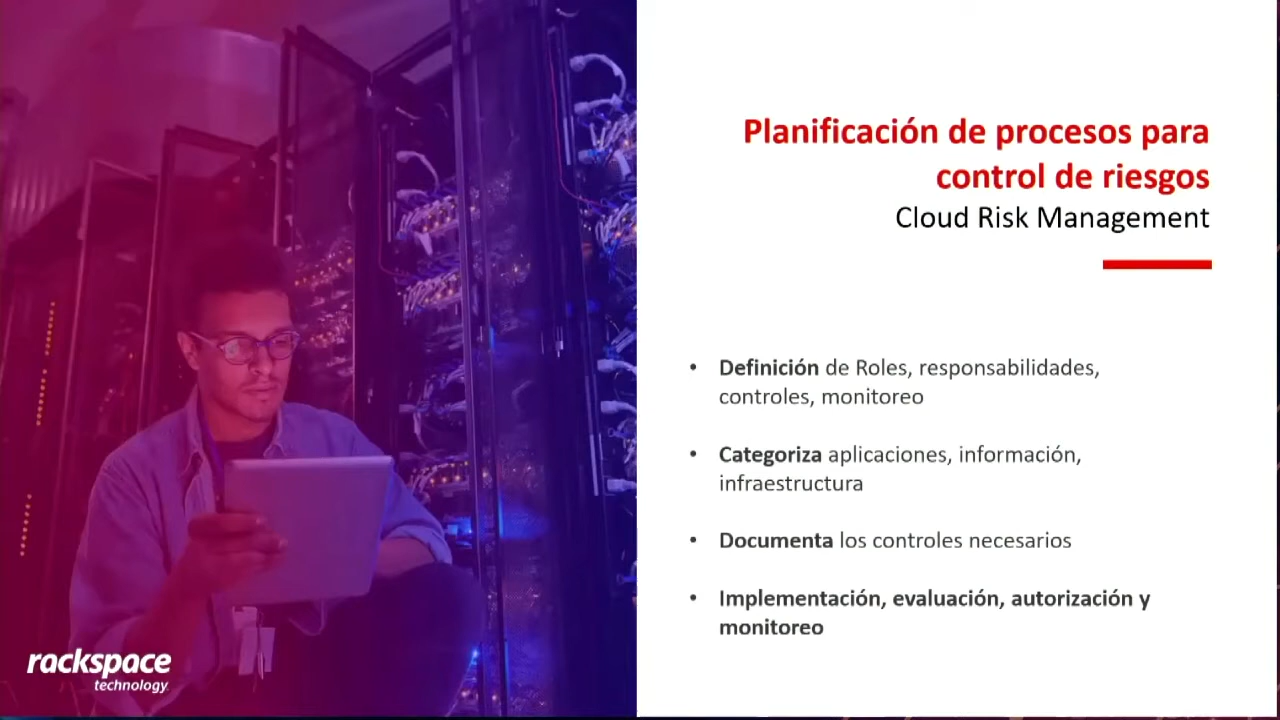 Planificación de procesos para
control de riesgos
Cloud Risk Management
• Definición de Roles, responsabilidades,
controles, monitoreo
• Categoriza aplicaciones, información,
infraestructura
• Documenta los controles necesarios
• Implementación, evaluación, autorización y
monitoreo
rackspace
technology